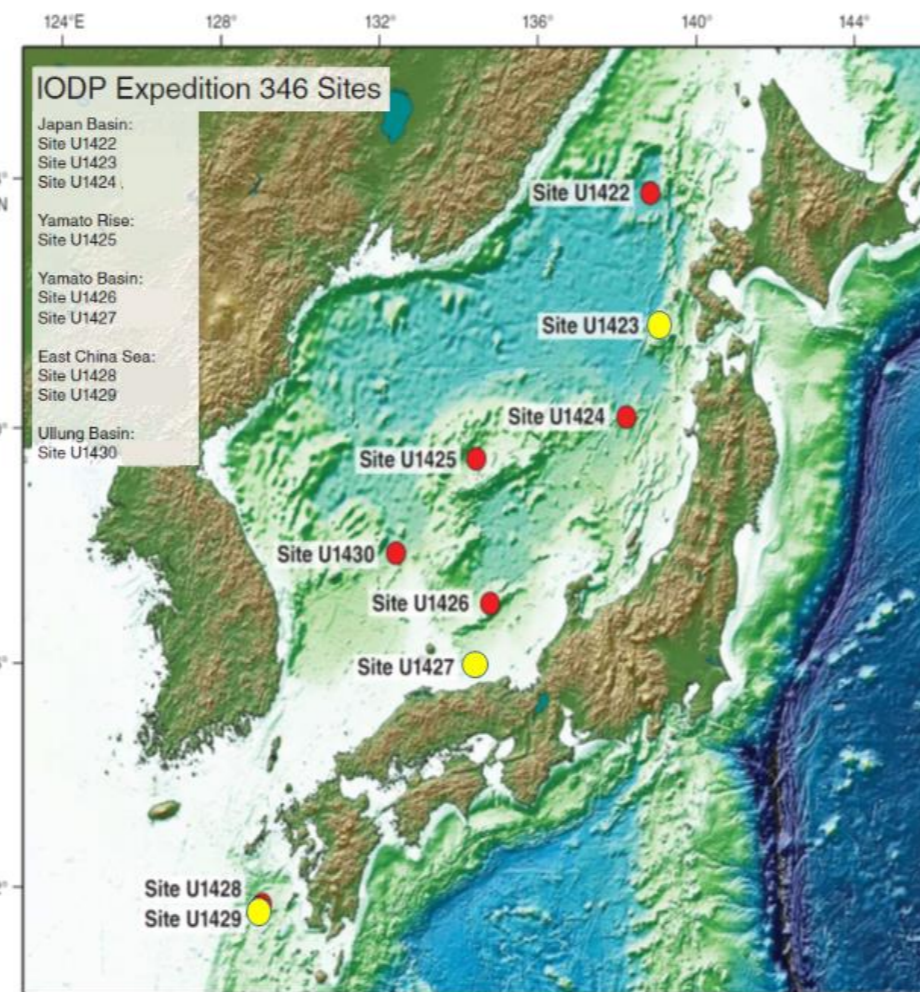 124°E 128° 132° 136° 140° 144°
IODP Expedition 346 Sites
Japan Basin:
Site U1422
Site U1423
Site U1424
Yamato Rise:
Site U1425
Yamato Basin:
Site U1426
Site U1427
East China Sea:
Site U1428
Site U1429
Ullung Basin:
Site U1430
N
Site U1422
Site U1423
Site U1424
Site U1425
Site U1430
Site U1426
Site U1427
Site U1428
Site U1429